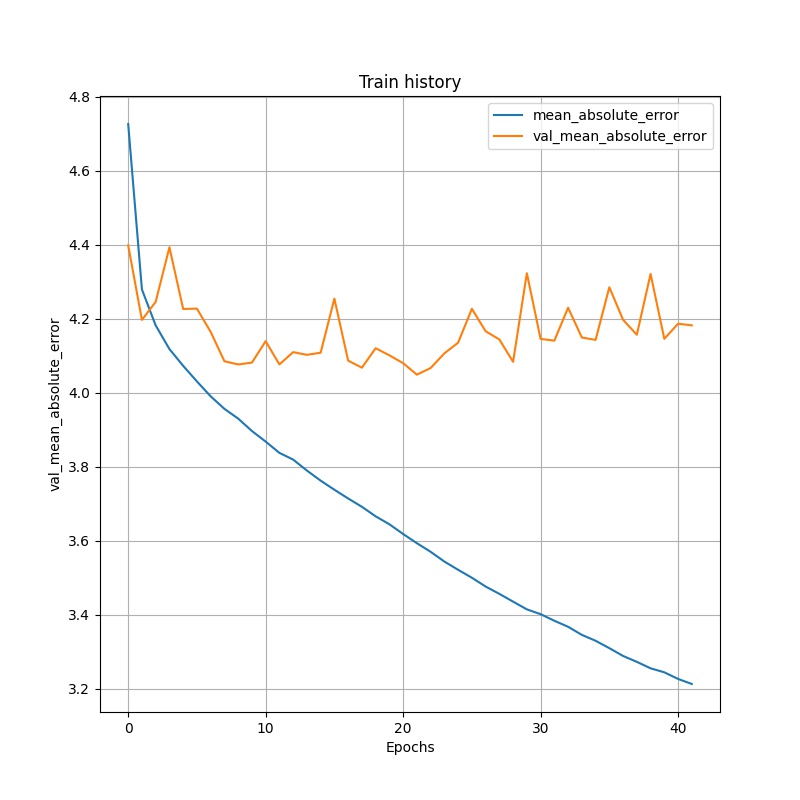 Train history
mean_absolute_error
val_mean_absolute_error
4.8
4.6
4.4
4.2
4.0
3.8
3.6
3.4
3.2
val_mean_absolute_error
0 10 20 30 40
Epochs